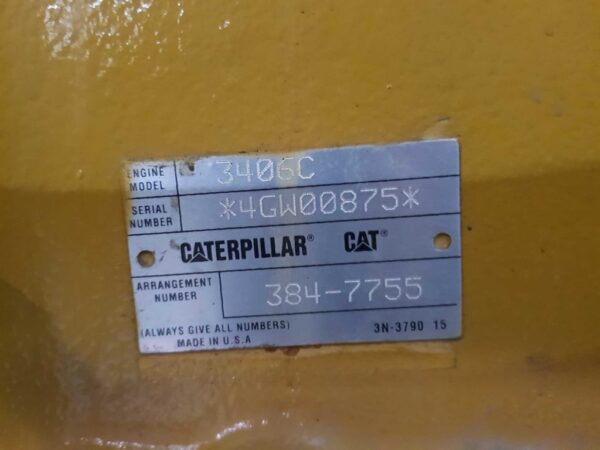 ENGINE MODEL 3406C
SERIAL NUMBER *4GW00875*
CATERPILLAR® CAT®
ARRANGEMENT NUMBER 384-7755
(ALWAYS GIVE ALL NUMBERS) 3N-3790 15
MADE IN U.S.A